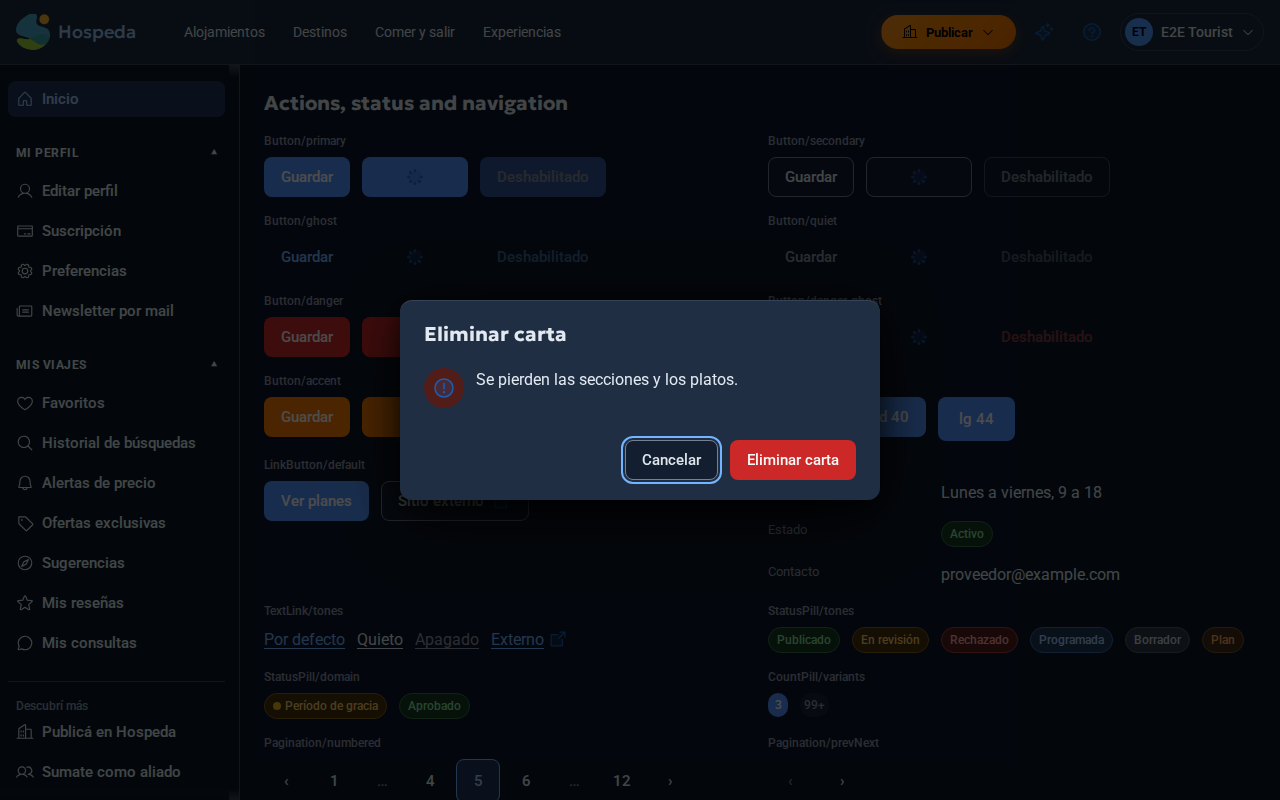 Hospeda
Alojamientos
Destinos
Comer y salir
Experiencias
Publicar
ET
E2E Tourist
Inicio
MI PERFIL
Editar perfil
Suscripción
Preferencias
Newsletter por mail
MIS VIAJES
Favoritos
Historial de búsquedas
Alertas de precio
Ofertas exclusivas
Sugerencias
Mis reseñas
Mis consultas
Descubrí más
Publicá en Hospeda
Sumate como aliado
Actions, status and navigation
Button/primary
Guardar
Deshabilitado
Button/secondary
Guardar
Deshabilitado
Button/ghost
Guardar
Deshabilitado
Button/quiet
Guardar
Deshabilitado
Button/danger
Guardar
Deshabilitado
Button/accent
Guardar
40
lg 44
Eliminar carta
Se pierden las secciones y los platos.
Cancelar
Eliminar carta
LinkButton/default
Ver planes
Sitio externo
Lunes a viernes, 9 a 18
Estado
Activo
Contacto
proveedor@example.com
TextLink/tones
Por defecto
Quieto
Apagado
Externo
StatusPill/tones
Publicado
En revisión
Rechazado
Programada
Borrador
Plan
StatusPill/domain
Período de gracia
Aprobado
CountPill/variants
3
99+
Pagination/numbered
‹ 1 … 4 5 6 … 12 ›
Pagination/prevNext
‹ ›